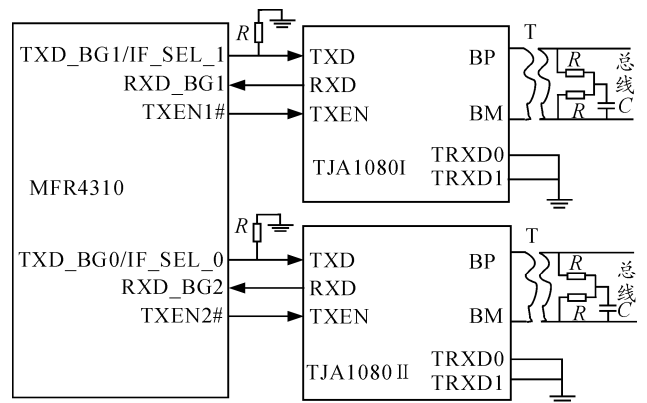 R
T
TXD_BG1/IF_SEL_1
TXD
BP
R
总线
RXD_BG1
RXD
C
TXEN1#
TXEN
BM
R
TRXD0
TJA1080I
TRXD1
MFR4310
R
T
TXD_BG0/IF_SEL_0
TXD
BP
R
总线
RXD_BG2
RXD
C
TXEN2#
TXEN
BM
R
TRXD0
TJA1080Ⅱ
TRXD1